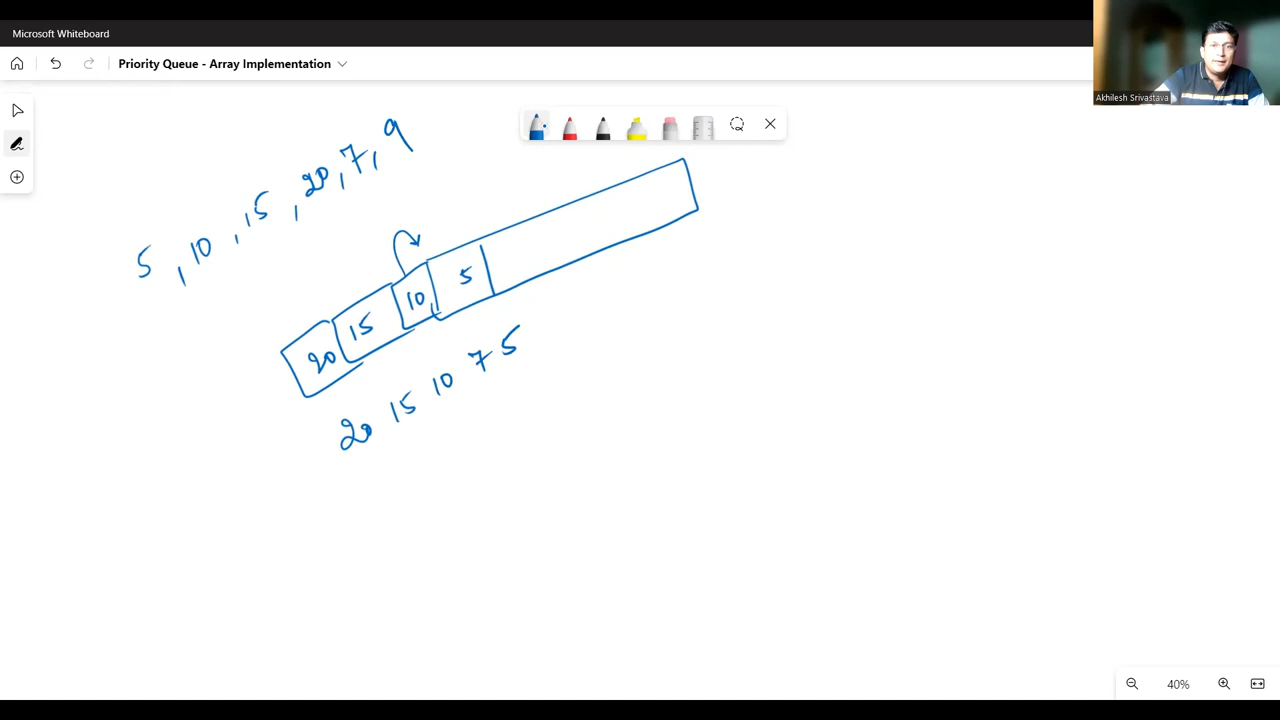 Microsoft Whiteboard
Priority Queue - Array Implementation
Akhilesh Srivastava
5, 10, 15, 20, 7, 9
20 15 10 5
20 15 10 7 5
40%